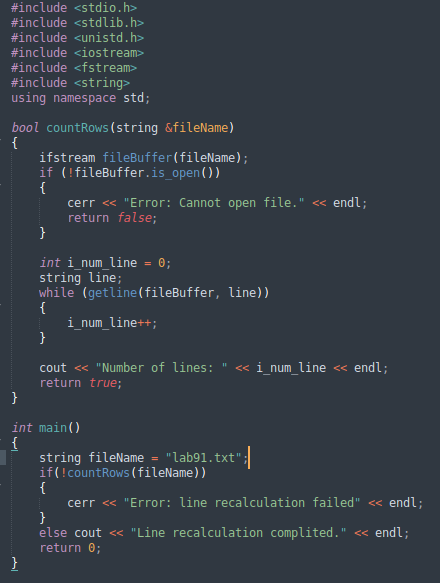 #include <stdio.h>
#include <stdlib.h>
#include <unistd.h>
#include <iostream>
#include <fstream>
#include <string>
using namespace std;

bool countRows(string &fileName)
{
    ifstream fileBuffer(fileName);
    if (!fileBuffer.is_open())
    {
        cerr << "Error: Cannot open file." << endl;
        return false;
    }

    int i_num_line = 0;
    string line;
    while (getline(fileBuffer, line))
    {
        i_num_line++;
    }

    cout << "Number of lines: " << i_num_line << endl;
    return true;
}

int main()
{
    string fileName = "lab91.txt";
    if(!countRows(fileName))
    {
        cerr << "Error: line recalculation failed" << endl;
    }
    else cout << "Line recalculation complited." << endl;
    return 0;
}